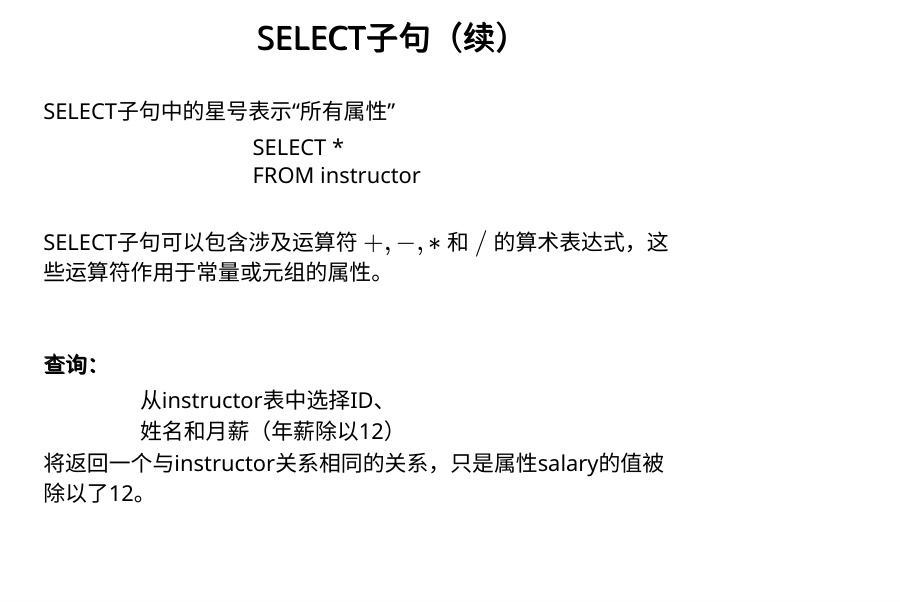 SELECT子句（续）
SELECT子句中的星号表示“所有属性”
SELECT *
FROM instructor
SELECT子句可以包含涉及运算符 +, −, * 和 / 的算术表达式，这
些运算符作用于常量或元组的属性。
查询：
从instructor表中选择ID、
姓名和月薪（年薪除以12）
将返回一个与instructor关系相同的关系，只是属性salary的值被
除以了12。